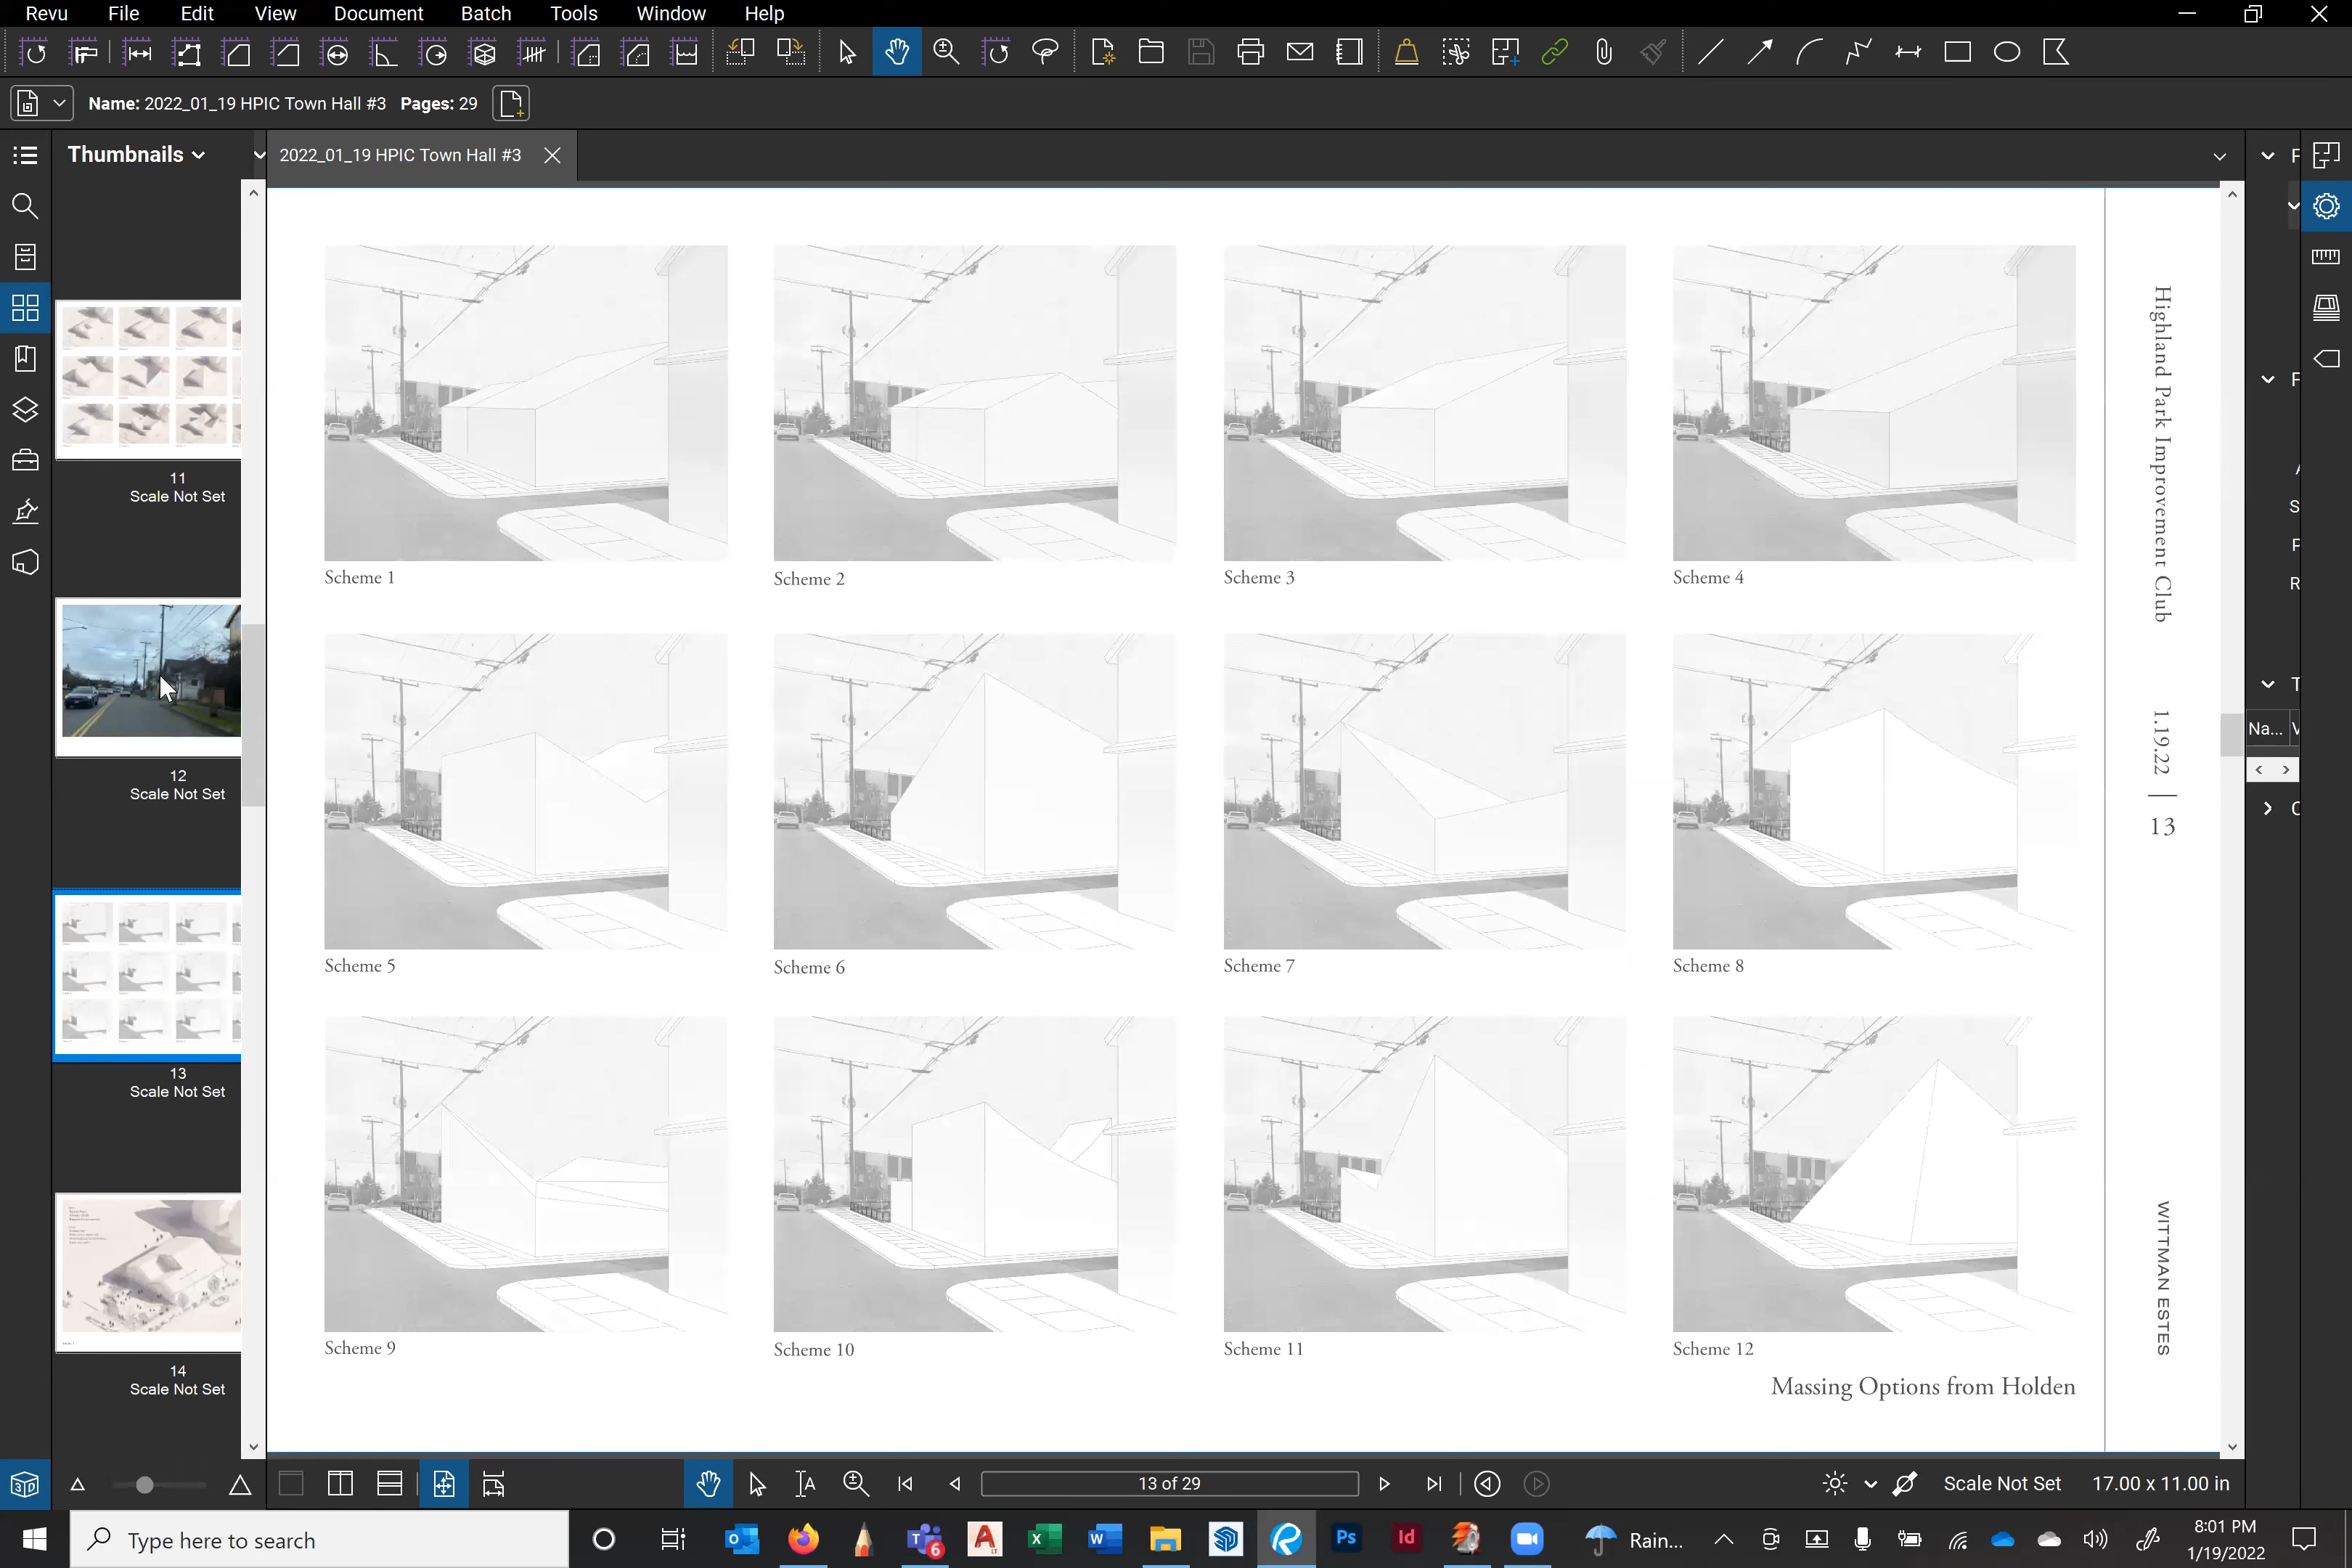 Revu File Edit View Document Batch Tools Window Help
Name: 2022_01_19 HPIC Town Hall #3 Pages: 29
Thumbnails
2022_01_19 HPIC Town Hall #3
11
Scale Not Set
12
Scale Not Set
13
Scale Not Set
14
Scale Not Set
Scheme 1
Scheme 2
Scheme 3
Scheme 4
Scheme 5
Scheme 6
Scheme 7
Scheme 8
Scheme 9
Scheme 10
Scheme 11
Scheme 12
Massing Options from Holden
Highland Park Improvement Club
1.19.22
13
WITTMAN ESTES
Na...
13 of 29
Scale Not Set
17.00 x 11.00 in
Type here to search
Rain...
8:01 PM
1/19/2022